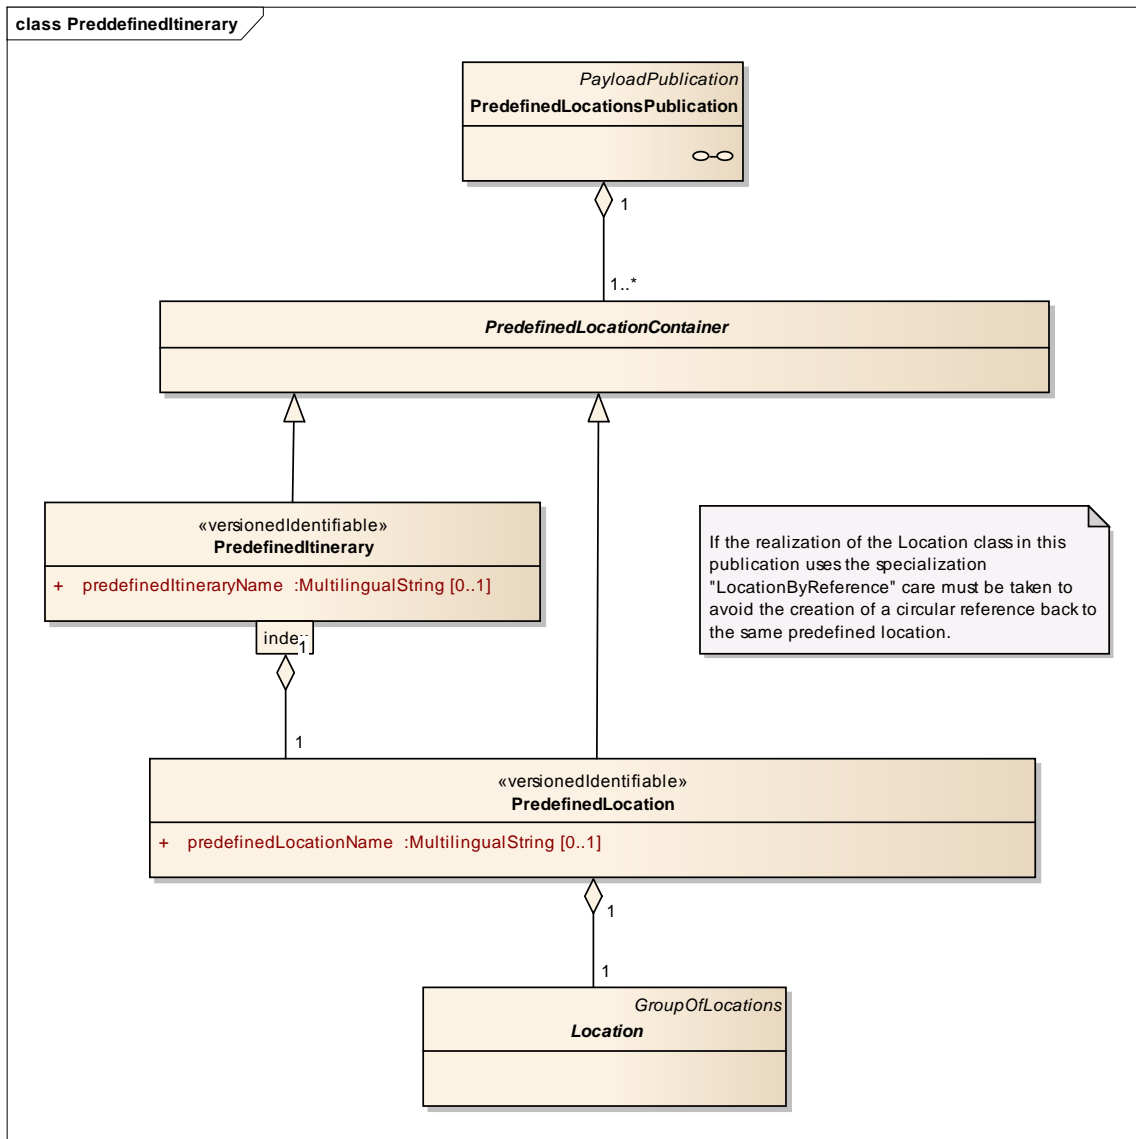 class PreddefinedItinerary
PayloadPublication
PredefinedLocationsPublication
1
1..*
PredefinedLocationContainer
«versionedIdentifiable»
PredefinedItinerary
+ predefinedItineraryName :MultilingualString [0..1]
If the realization of the Location class in this
publication uses the specialization
"LocationByReference" care must be taken to
avoid the creation of a circular reference back to
the same predefined location.
index
1
1
«versionedIdentifiable»
PredefinedLocation
+ predefinedLocationName :MultilingualString [0..1]
1
1
GroupOfLocations
Location